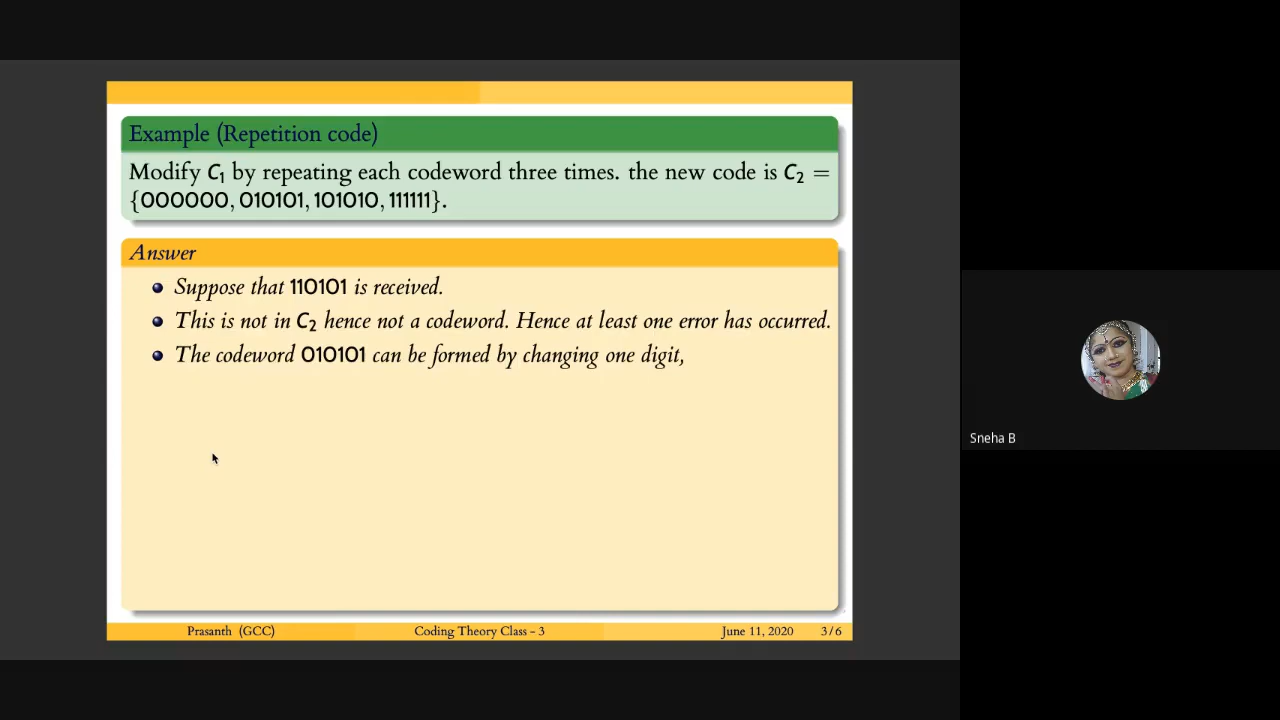 Example (Repetition code)
Modify C₁ by repeating each codeword three times. the new code is C₂ =
{000000, 010101, 101010, 111111}.
Answer
Suppose that 110101 is received.
This is not in C₂ hence not a codeword. Hence at least one error has occurred.
The codeword 010101 can be formed by changing one digit,
Sneha B
Prasanth (GCC) Coding Theory Class - 3 June 11, 2020 3 / 6